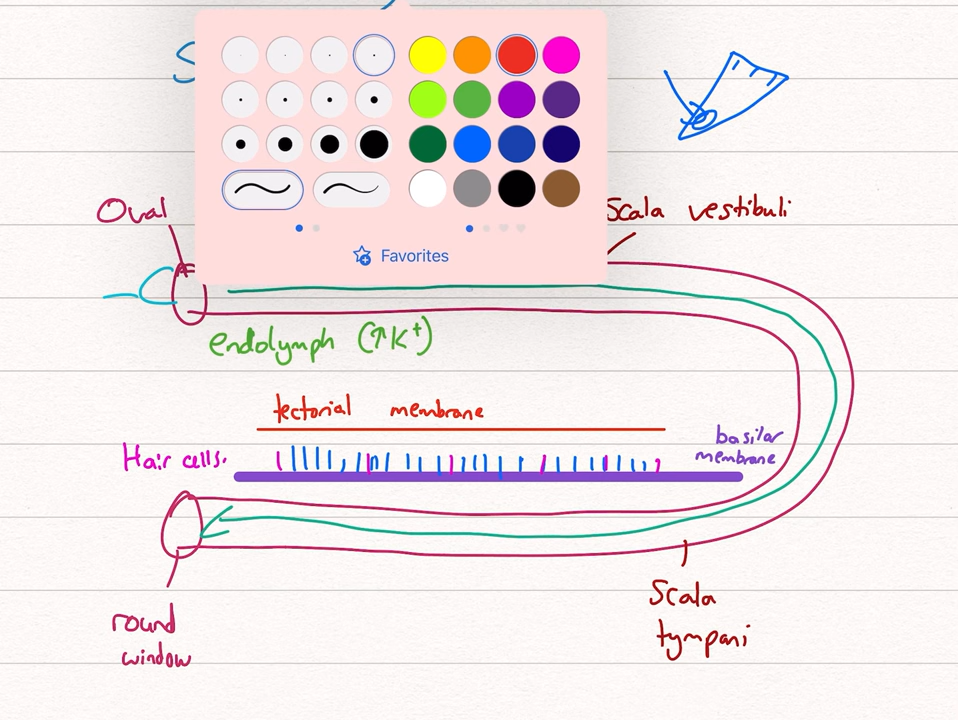 Oval
Favorites
Scala vestibuli
endolymph (↑K⁺)
tectorial membrane
Hair cells.
basilar
membrane
round
window
Scala
tympani